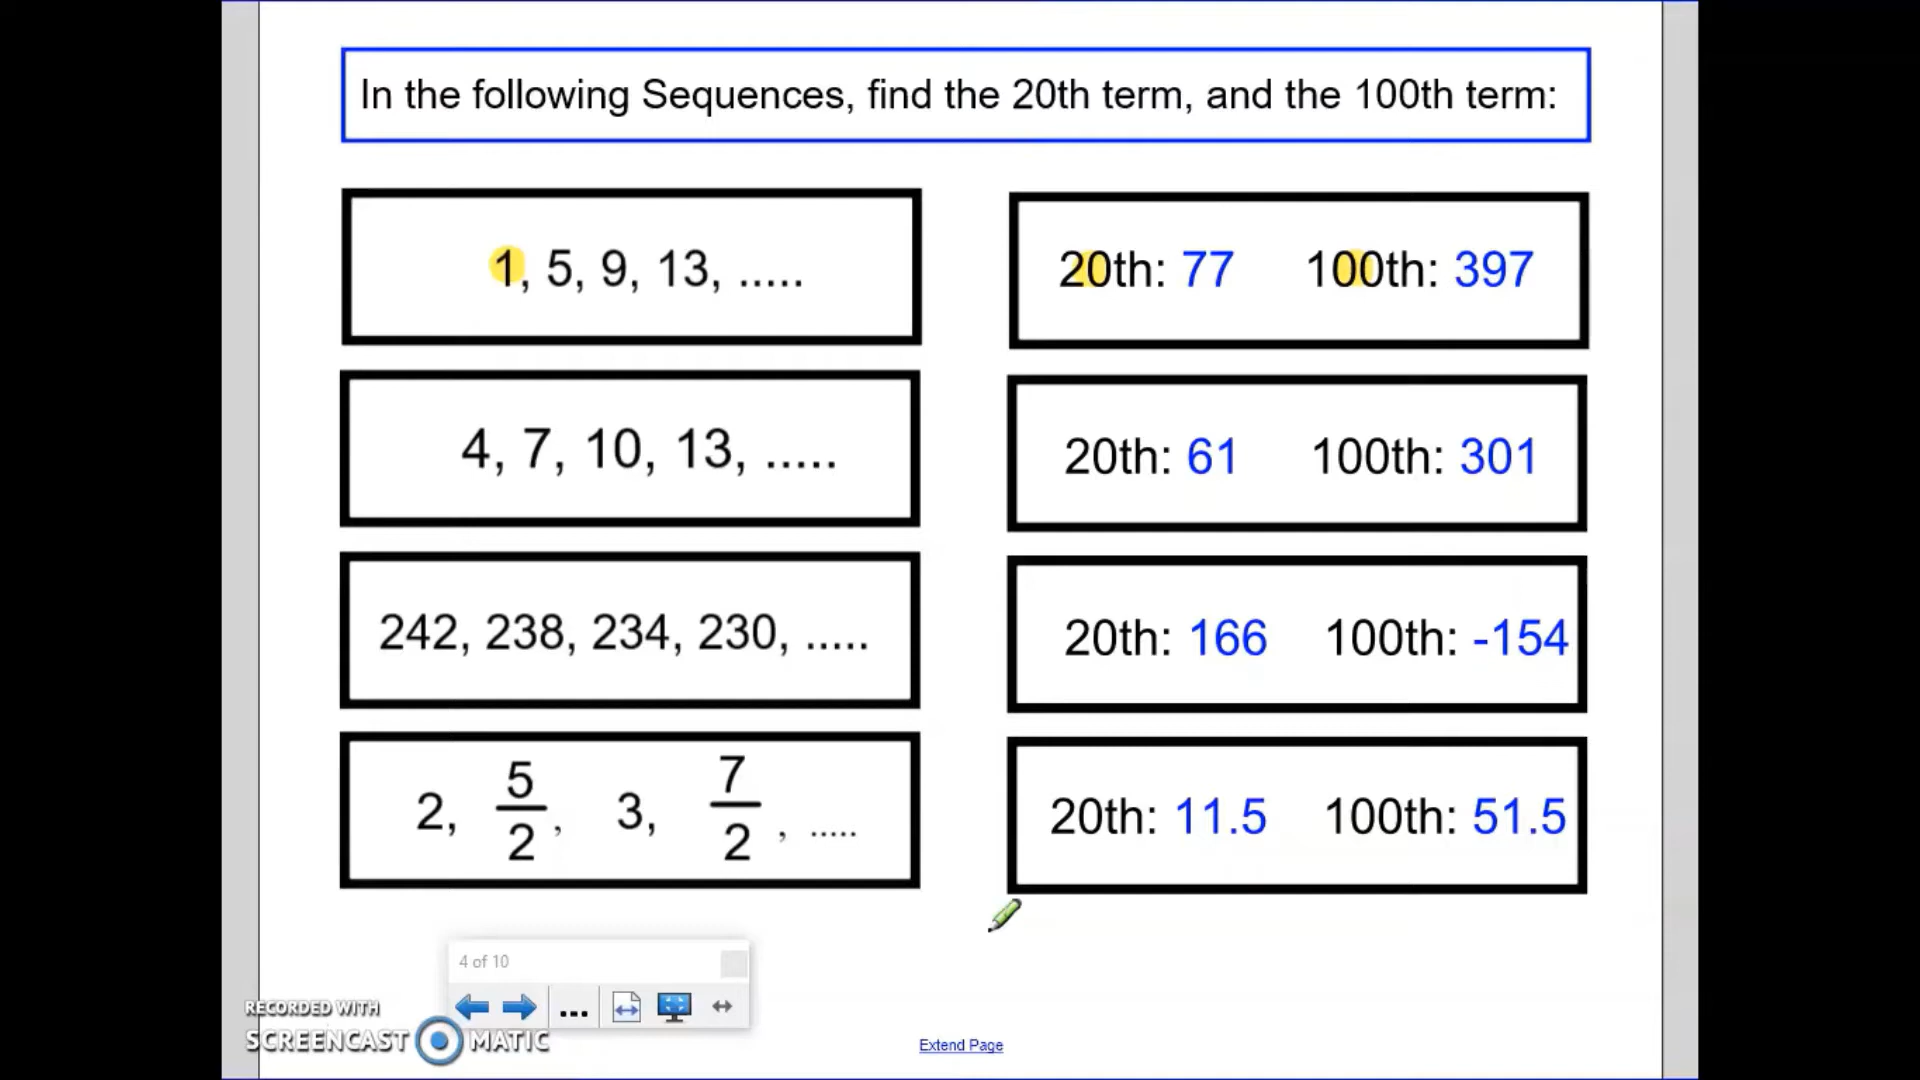 In the following Sequences, find the 20th term, and the 100th term:
1, 5, 9, 13, .....
20th: 77 100th: 397
4, 7, 10, 13, .....
20th: 61 100th: 301
242, 238, 234, 230, .....
20th: 166 100th: -154
2, 5/2, 3, 7/2, .....
20th: 11.5 100th: 51.5
4 of 10
...
RECORDED WITH
SCREENCAST MATIC
Extend Page